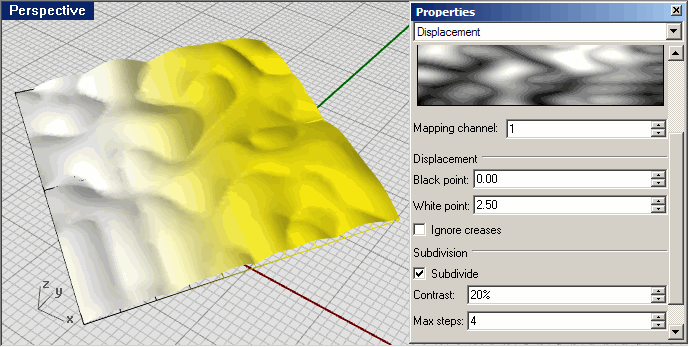 Perspective
z
y
x
Properties
Displacement
Mapping channel: 1
Displacement
Black point: 0.00
White point: 2.50
Ignore creases
Subdivision
Subdivide
Contrast: 20%
Max steps: 4